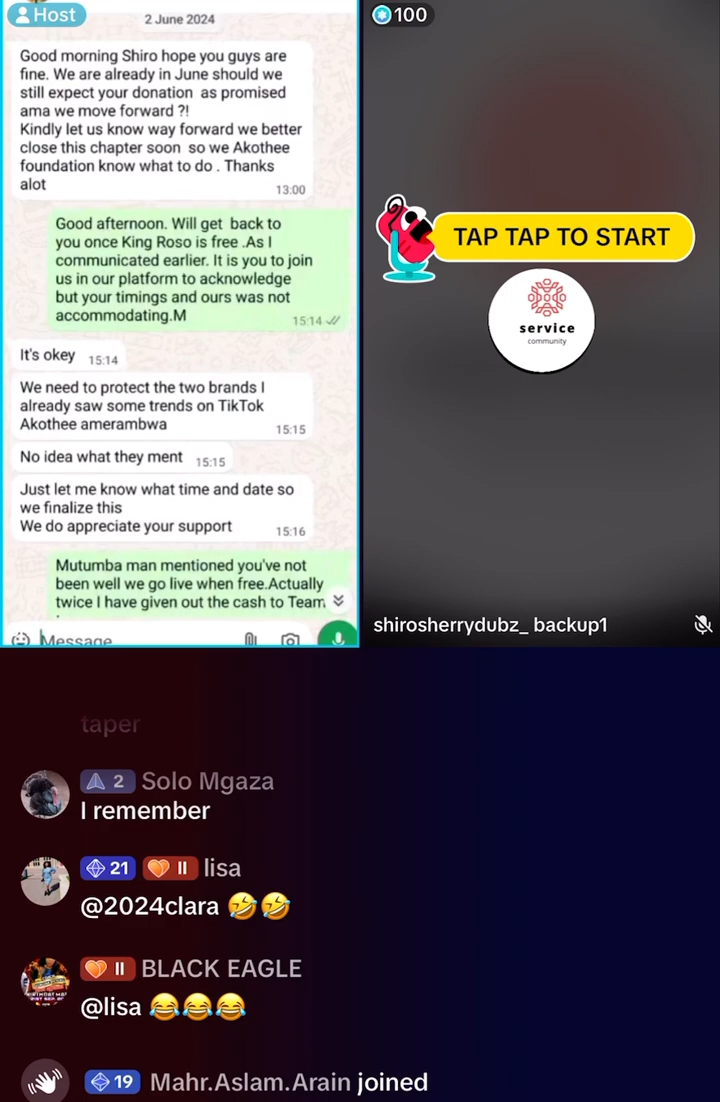 Host
2 June 2024
Good morning Shiro hope you guys are
fine. We are already in June should we
still expect your donation as promised
ama we move forward ?!
Kindly let us know way forward we better
close this chapter soon so we Akothee
foundation know what to do . Thanks
alot
13:00
Good afternoon. Will get back to
you once King Roso is free .As I
communicated earlier. It is you to join
us in our platform to acknowledge
but your timings and ours was not
accommodating.M
15:14
It's okey
15:14
We need to protect the two brands I
already saw some trends on TikTok
Akothee amerambwa
15:15
No idea what they ment
15:15
Just let me know what time and date so
we finalize this
We do appreciate your support
15:16
Mutumba man mentioned you've not
been well we go live when free.Actually
twice I have given out the cash to Team
Message
100
TAP TAP TO START
service
community
shirosherrydubz_ backup1
taper
2 Solo Mgaza
I remember
21 II lisa
@2024clara 🤣🤣
II BLACK EAGLE
@lisa 😂😂😂
19 Mahr.Aslam.Arain joined